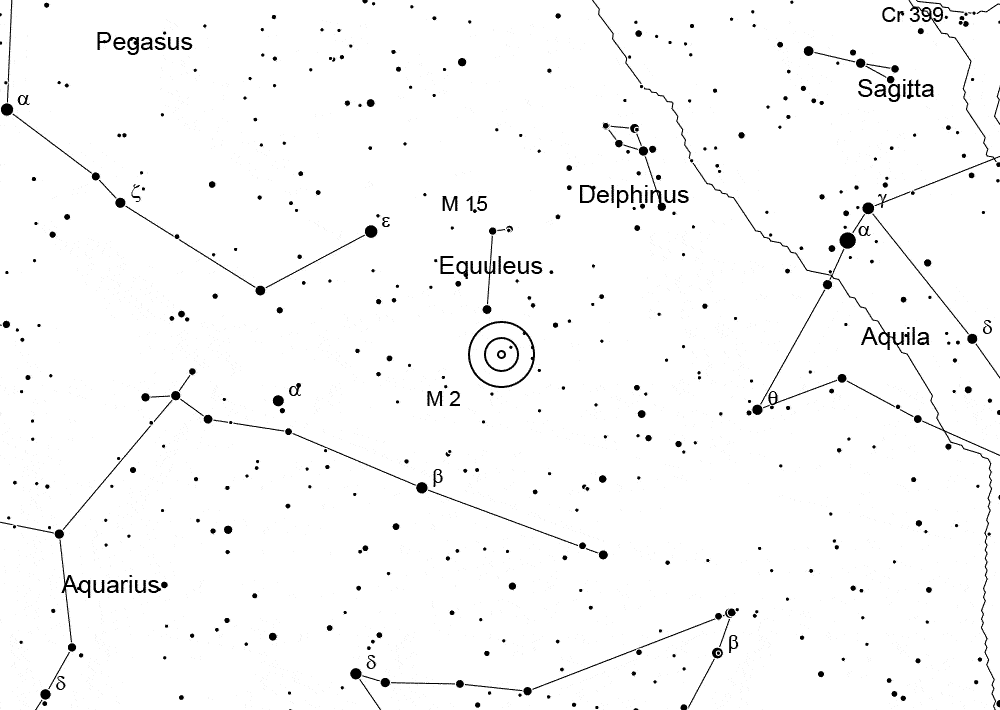 Cr 399
Pegasus
Sagitta
α
ζ
Delphinus
γ
M 15
ε
α
Equuleus
δ
Aquila
δ
α
M 2
θ
β
Aquarius
β
δ
δ